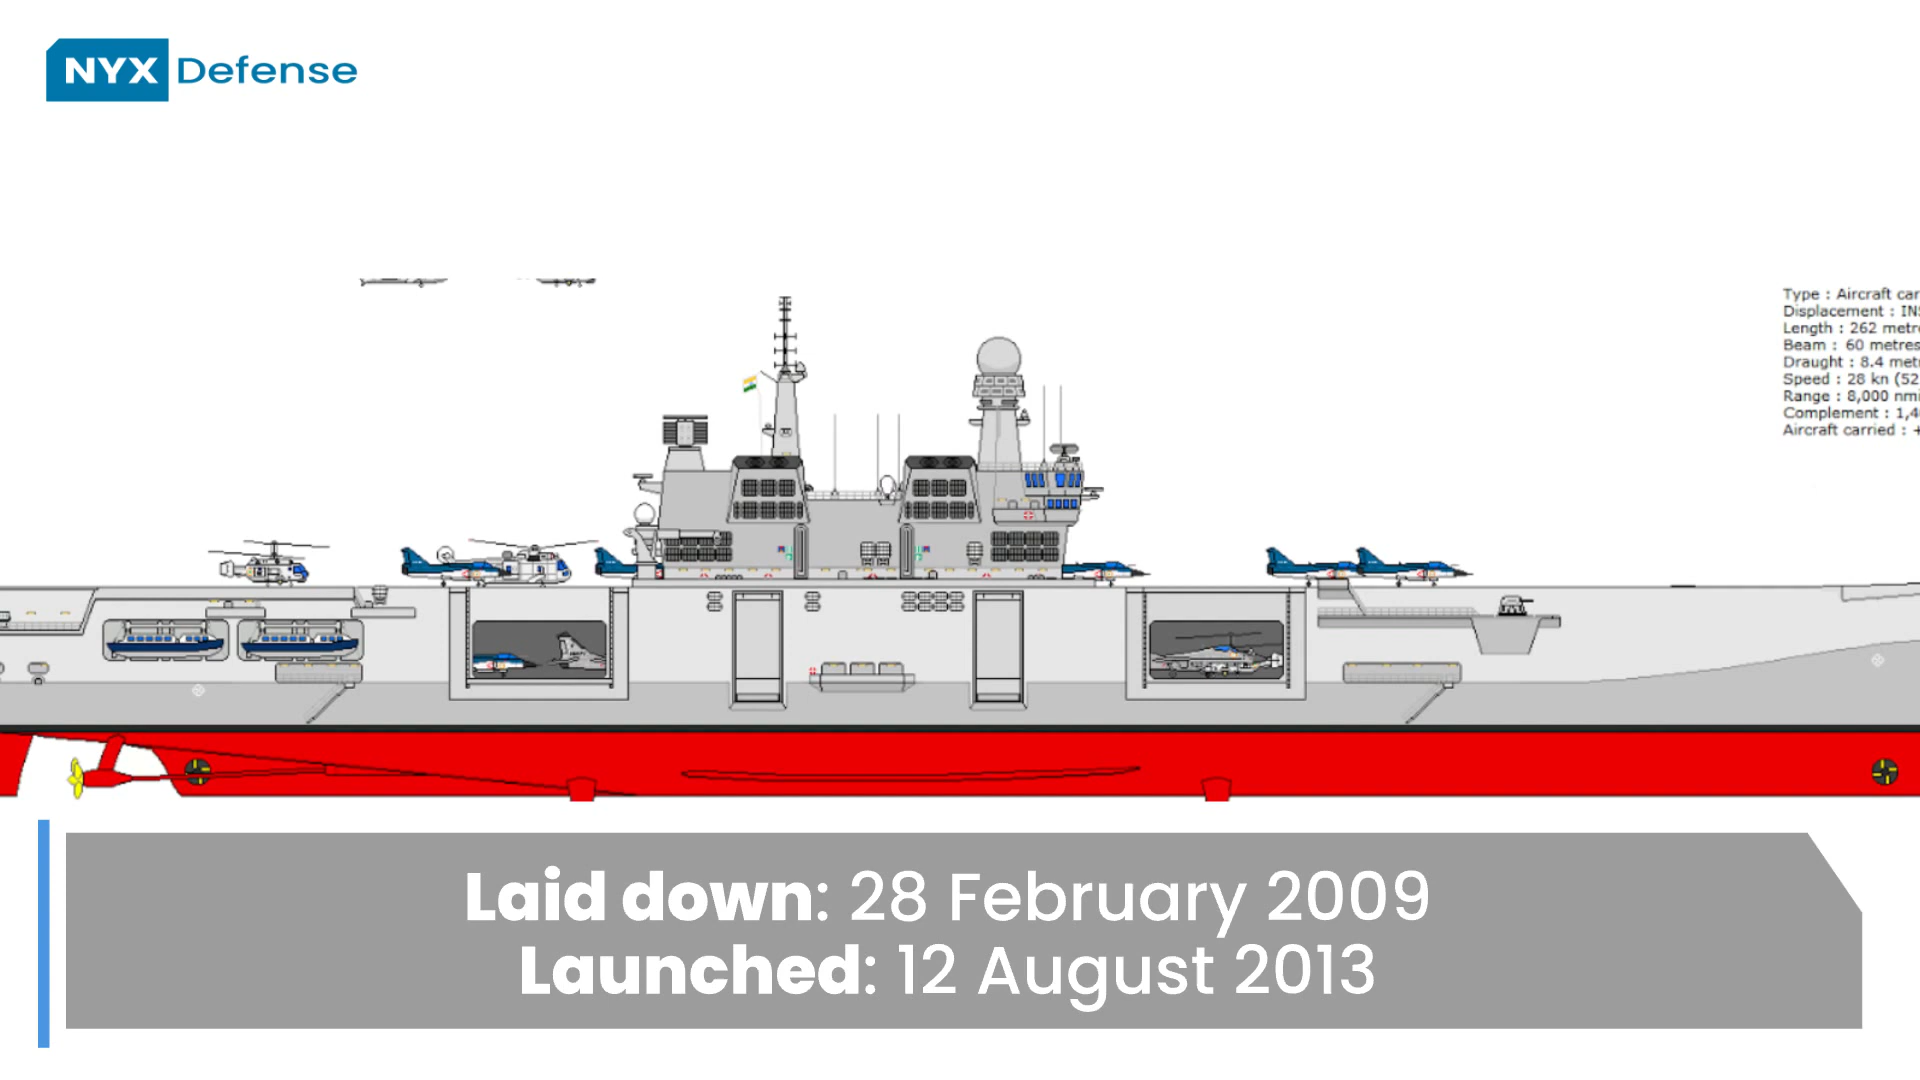 NYX Defense
Type : Aircraft car
Displacement : INS
Length : 262 metre
Beam : 60 metres
Draught : 8.4 metr
Speed : 28 kn (52
Range : 8,000 nmi
Complement : 1,4
Aircraft carried : +
Laid down: 28 February 2009
Launched: 12 August 2013